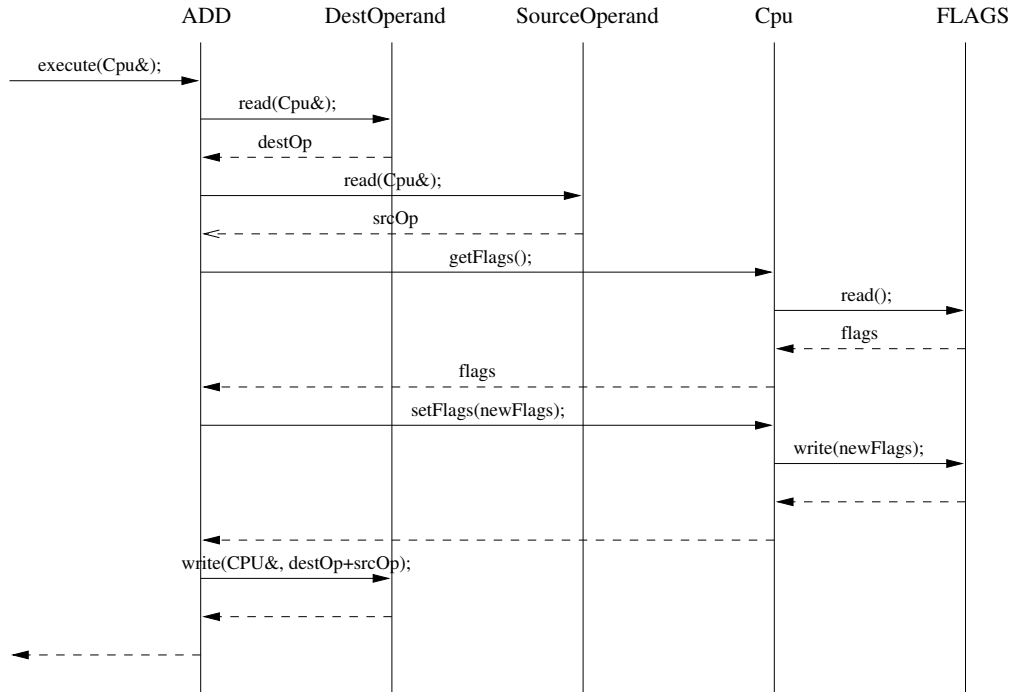 ADD DestOperand SourceOperand Cpu FLAGS
execute(Cpu&);
read(Cpu&);
destOp
read(Cpu&);
srcOp
getFlags();
read();
flags
flags
setFlags(newFlags);
write(newFlags);
write(CPU&, destOp+srcOp);